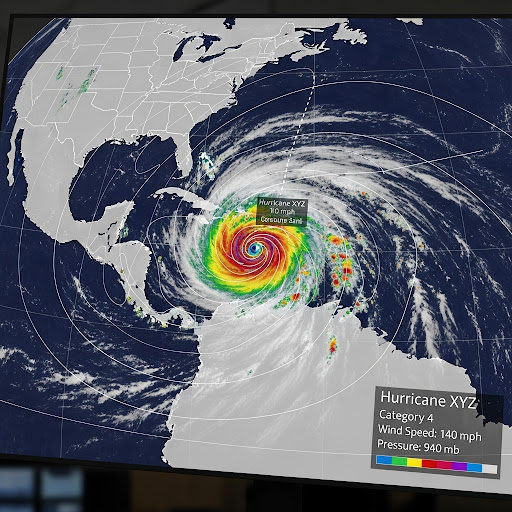 Hurricane XYZ
110 mph
Hurricane XYZ
Category 4
Wind Speed: 140 mph
Pressure: 940 mb